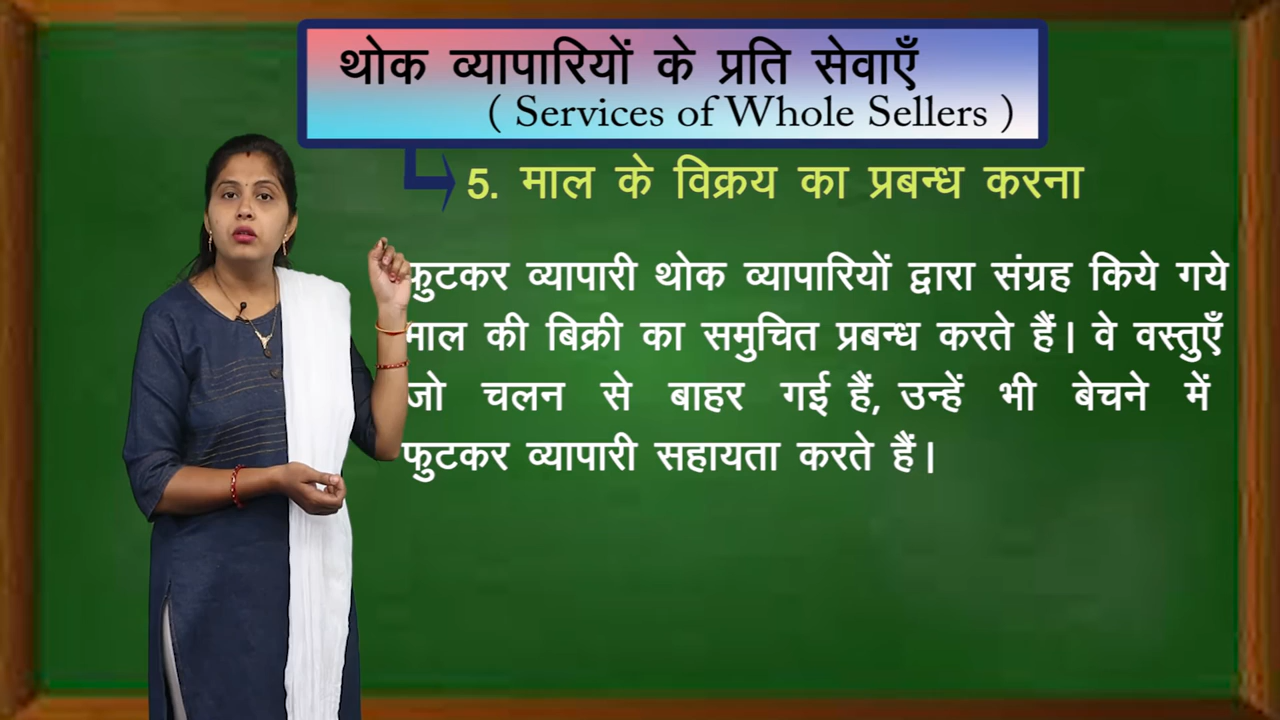 थोक व्यापारियों के प्रति सेवाएँ
( Services of Whole Sellers )
5. माल के विक्रय का प्रबन्ध करना
फुटकर व्यापारी थोक व्यापारियों द्वारा संग्रह किये गये
माल की बिक्री का समुचित प्रबन्ध करते हैं। वे वस्तुएँ
जो चलन से बाहर गई हैं, उन्हें भी बेचने में
फुटकर व्यापारी सहायता करते हैं।